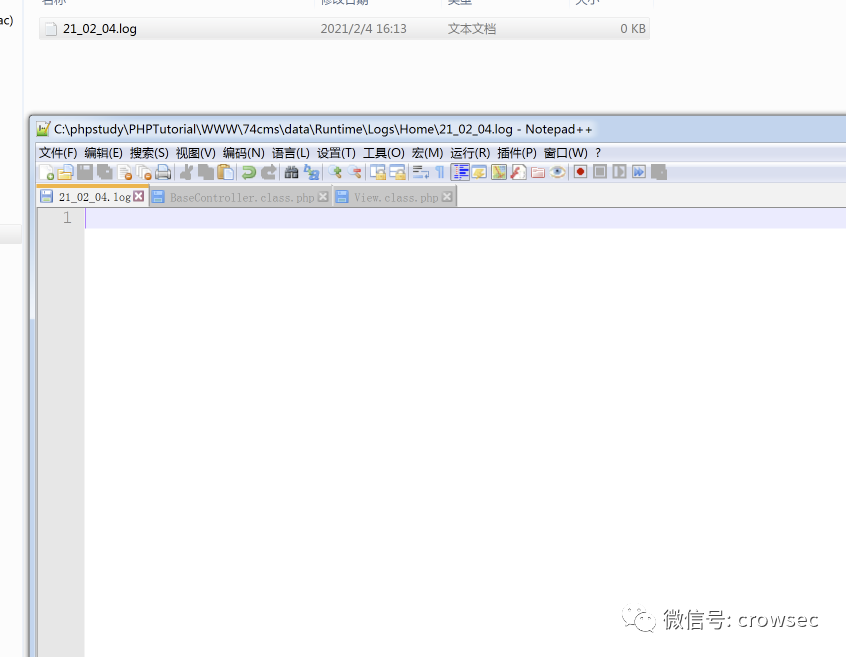 名称 修改日期 类型 大小
ac)
21_02_04.log 2021/2/4 16:13 文本文档 0 KB
C:\phpstudy\PHPTutorial\WWW\74cms\data\Runtime\Logs\Home\21_02_04.log - Notepad++
文件(F) 编辑(E) 搜索(S) 视图(V) 编码(N) 语言(L) 设置(T) 工具(O) 宏(M) 运行(R) 插件(P) 窗口(W) ?
21_02_04.log BaseController.class.php View.class.php
1
微信号: crowsec